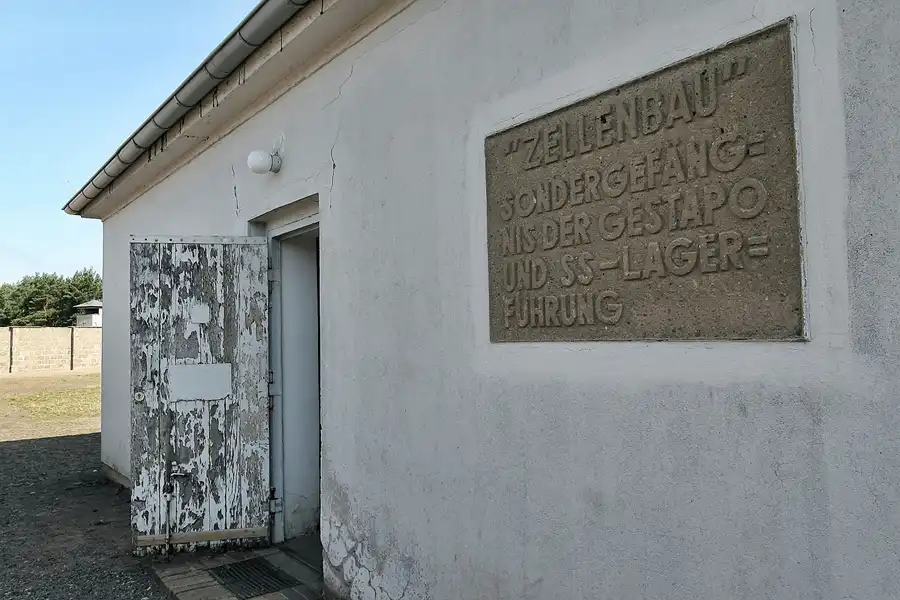 "ZELLENBAU"
SONDERGEFÄNG=
NIS DER GESTAPO
UND SS-LAGER=
FÜHRUNG